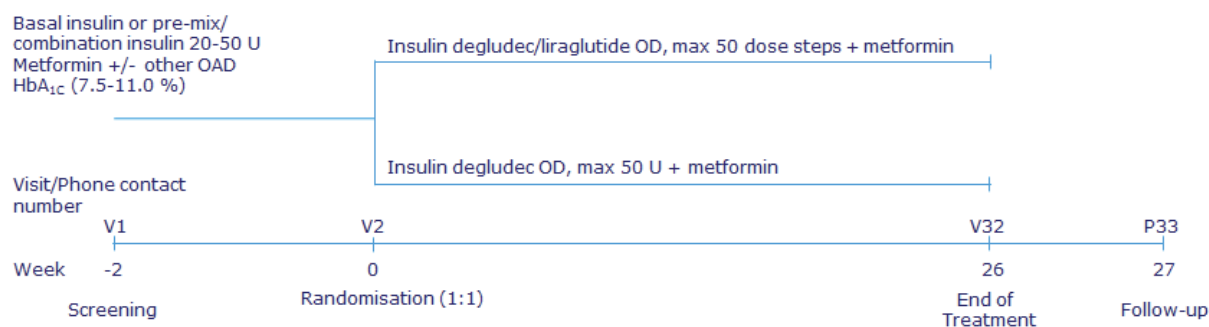 Basal insulin or pre-mix/
combination insulin 20-50 U
Metformin +/-  other OAD
HbA1C (7.5-11.0 %)
Insulin degludec/liraglutide OD, max 50 dose steps + metformin
Insulin degludec OD, max 50 U + metformin
Visit/Phone contact
number
V1 V2 V32 P33
Week -2 0 26 27
Screening
Randomisation (1:1)
End of
Treatment
Follow-up